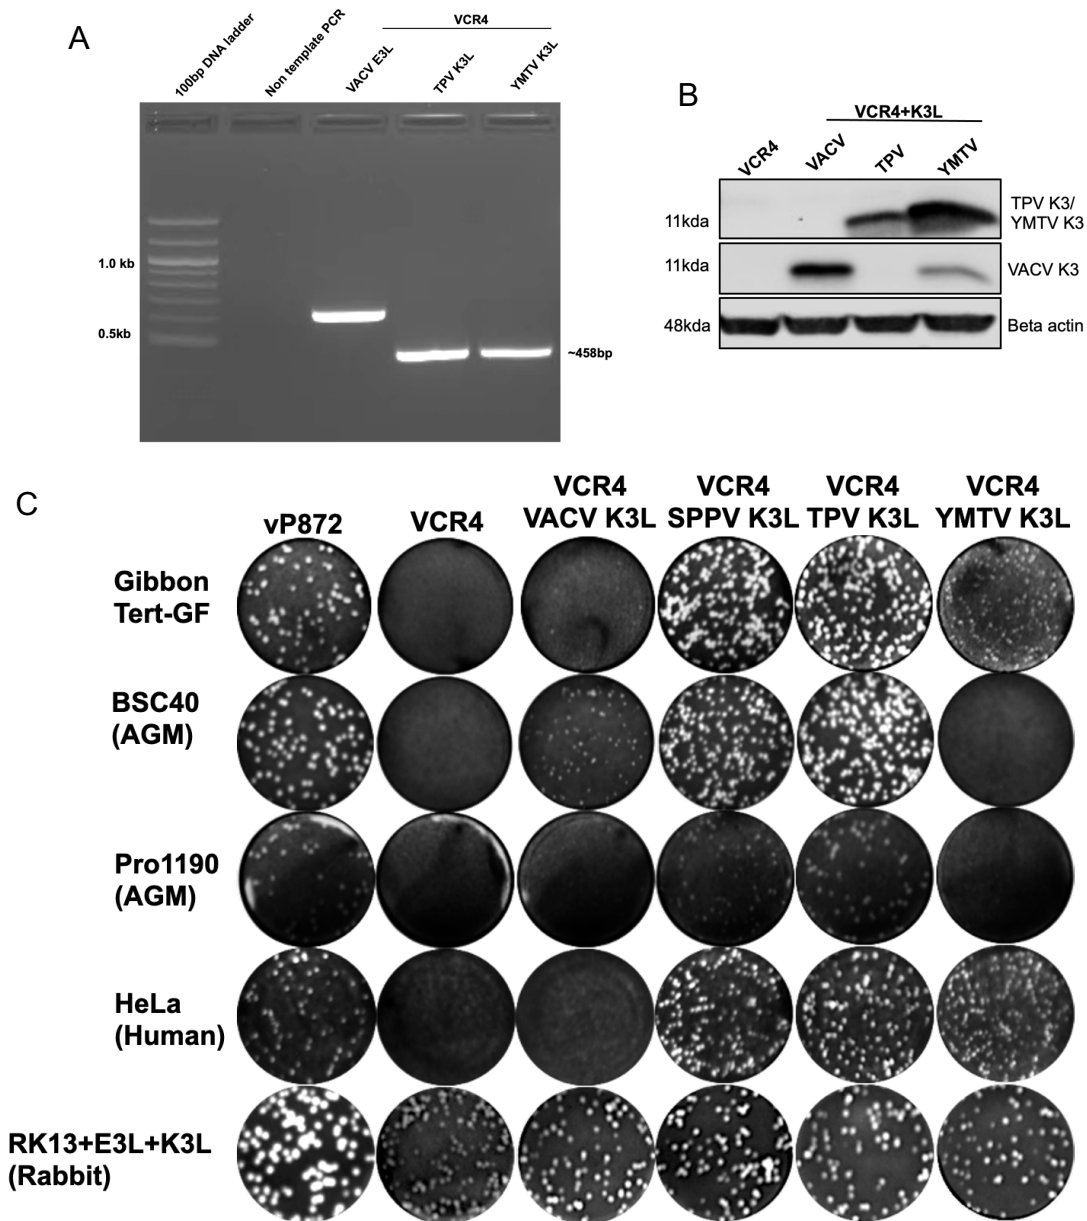 A
VCR4
100bp DNA ladder
Non template PCR
VACV E3L
TPV K3L
YMTV K3L
1.0 kb
0.5kb
~458bp
B
VCR4+K3L
VCR4
VACV
TPV
YMTV
11kda
TPV K3/
YMTV K3
11kda
VACV K3
48kda
Beta actin
C
vP872
VCR4
VCR4
VACV K3L
VCR4
SPPV K3L
VCR4
TPV K3L
VCR4
YMTV K3L
Gibbon
Tert-GF
BSC40
(AGM)
Pro1190
(AGM)
HeLa
(Human)
RK13+E3L+K3L
(Rabbit)